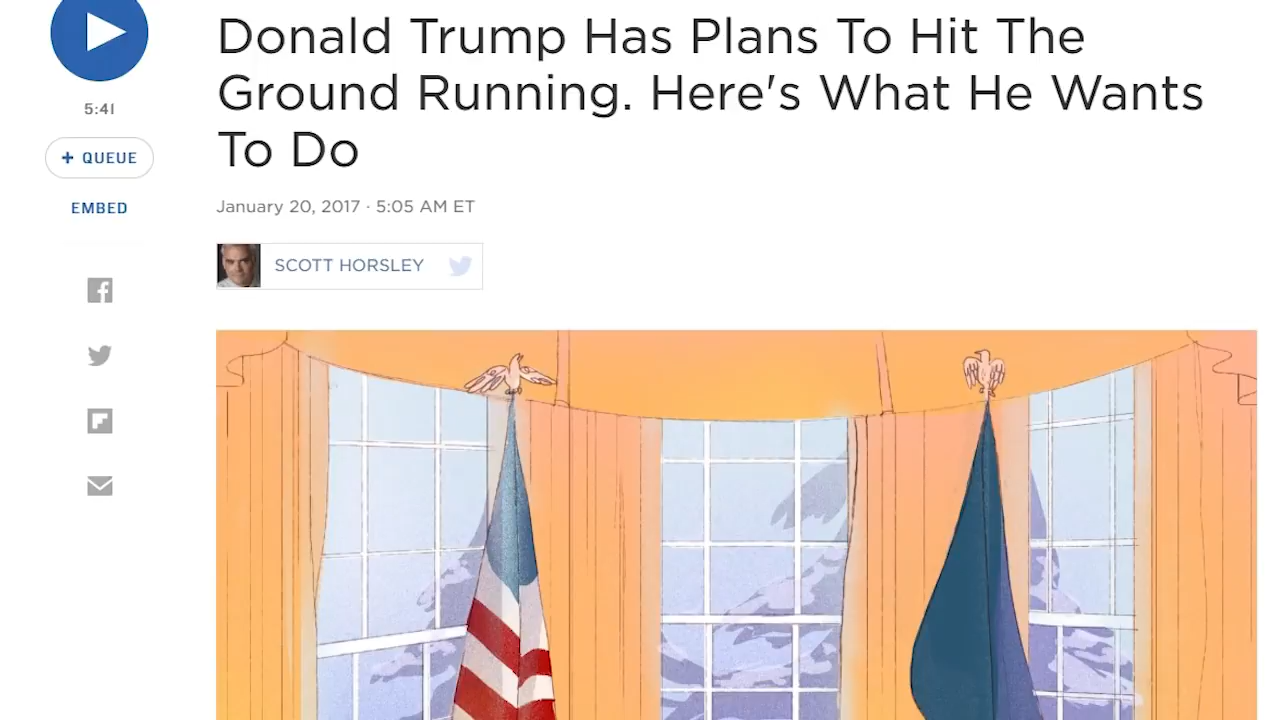 Donald Trump Has Plans To Hit The
Ground Running. Here's What He Wants
To Do
5:41
+ QUEUE
EMBED
January 20, 2017 · 5:05 AM ET
SCOTT HORSLEY